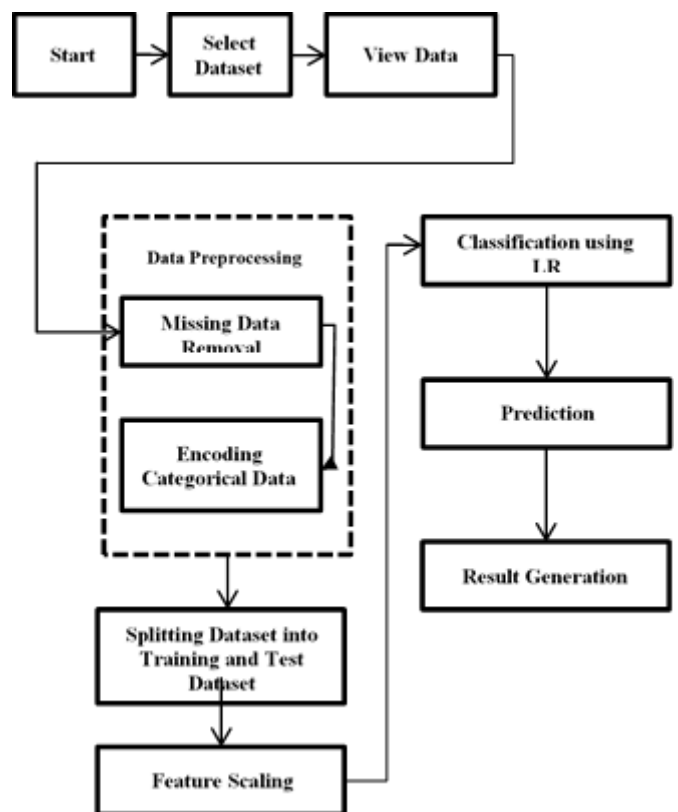 Start
Select
Dataset
View Data
Data Preprocessing
Missing Data
Removal
Encoding
Categorical Data
Splitting Dataset into
Training and Test
Dataset
Feature Scaling
Classification using
LR
Prediction
Result Generation